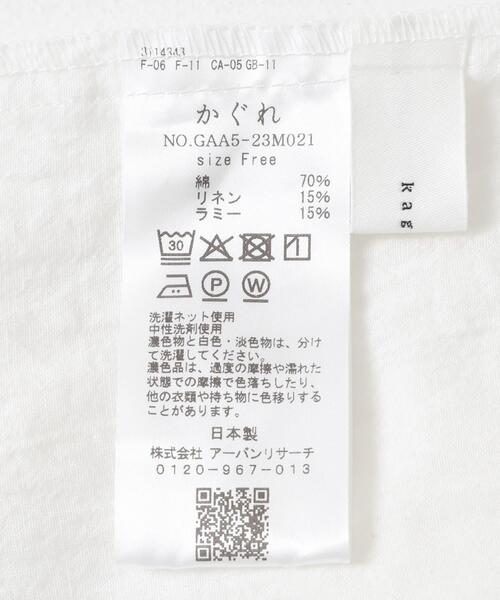 3114343
F-06 F-11 CA-05 GB-11
かぐれ
NO.GAA5-23M021
size Free
綿 70%
リネン 15%
ラミー 15%
30
P W
洗濯ネット使用
中性洗剤使用
濃色物と白色・淡色物は、分け
て洗濯してください。
濃色品は、過度の摩擦や濡れた
状態での摩擦で色落ちしたり、
他の衣類や持ち物に色移りする
ことがあります。
日本製
株式会社 アーバンリサーチ
0120-967-013
kag